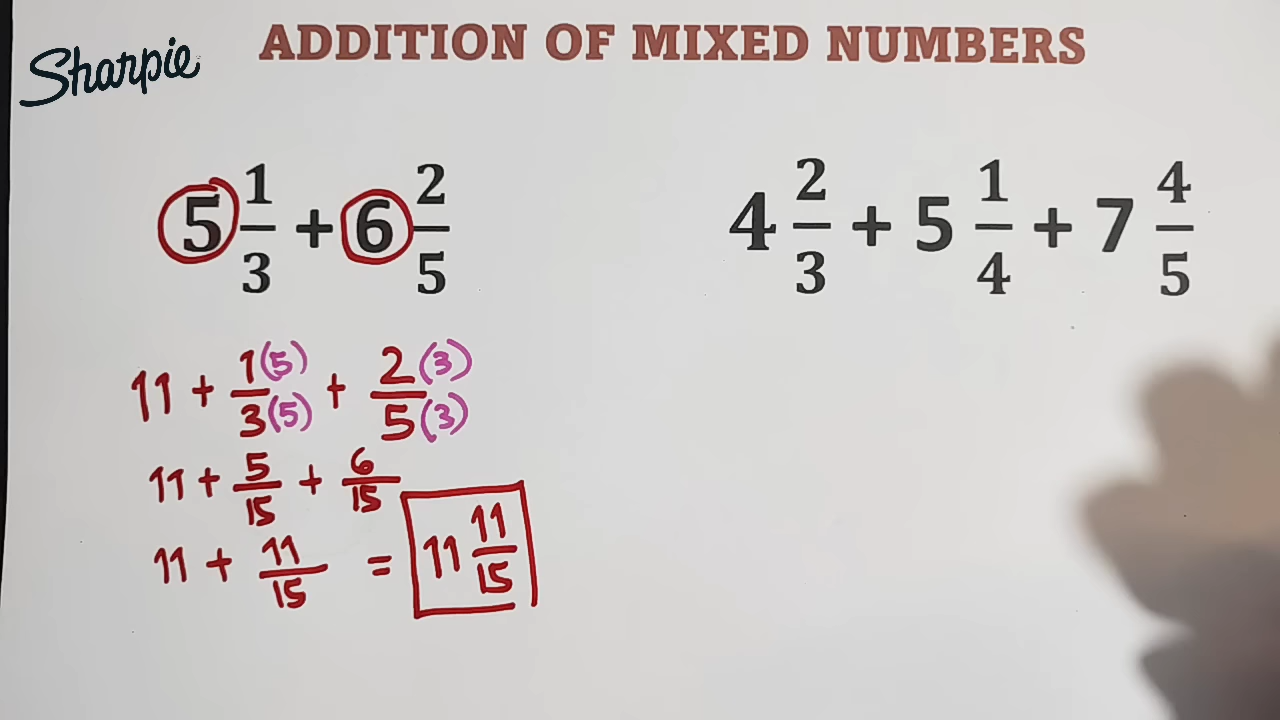 ADDITION OF MIXED NUMBERS
Sharpie
5 1/3 + 6 2/5
11 + 1(5)/3(5) + 2(3)/5(3)
11 + 5/15 + 6/15
11 + 11/15 = 11 11/15
4 2/3 + 5 1/4 + 7 4/5